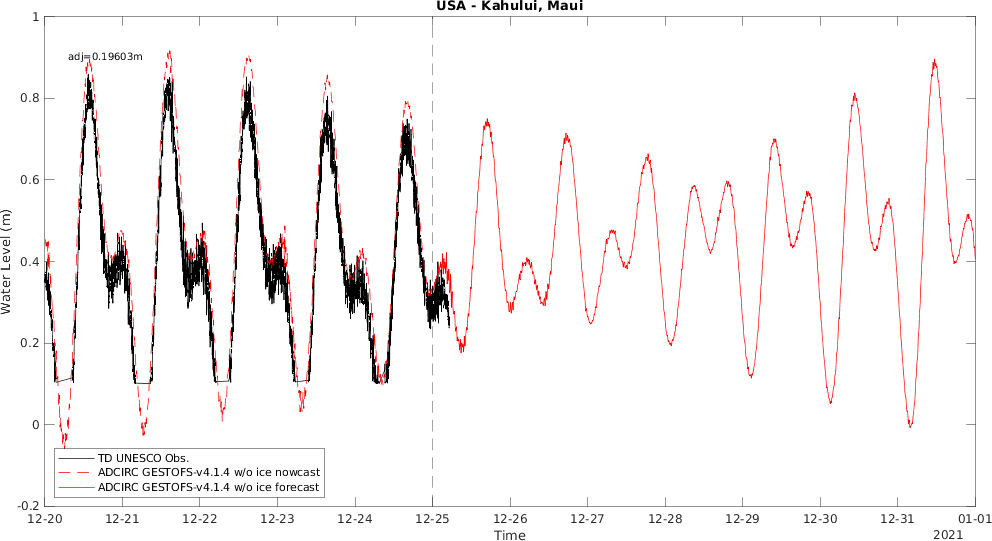 USA - Kahului, Maui
1
adj=0.19603m
0.8
0.6
0.4
0.2
0
-0.2
Water Level (m)
TD UNESCO Obs.
ADCIRC GESTOFS-v4.1.4 w/o ice nowcast
ADCIRC GESTOFS-v4.1.4 w/o ice forecast
12-20 12-21 12-22 12-23 12-24 12-25 12-26 12-27 12-28 12-29 12-30 12-31 01-01
Time 2021